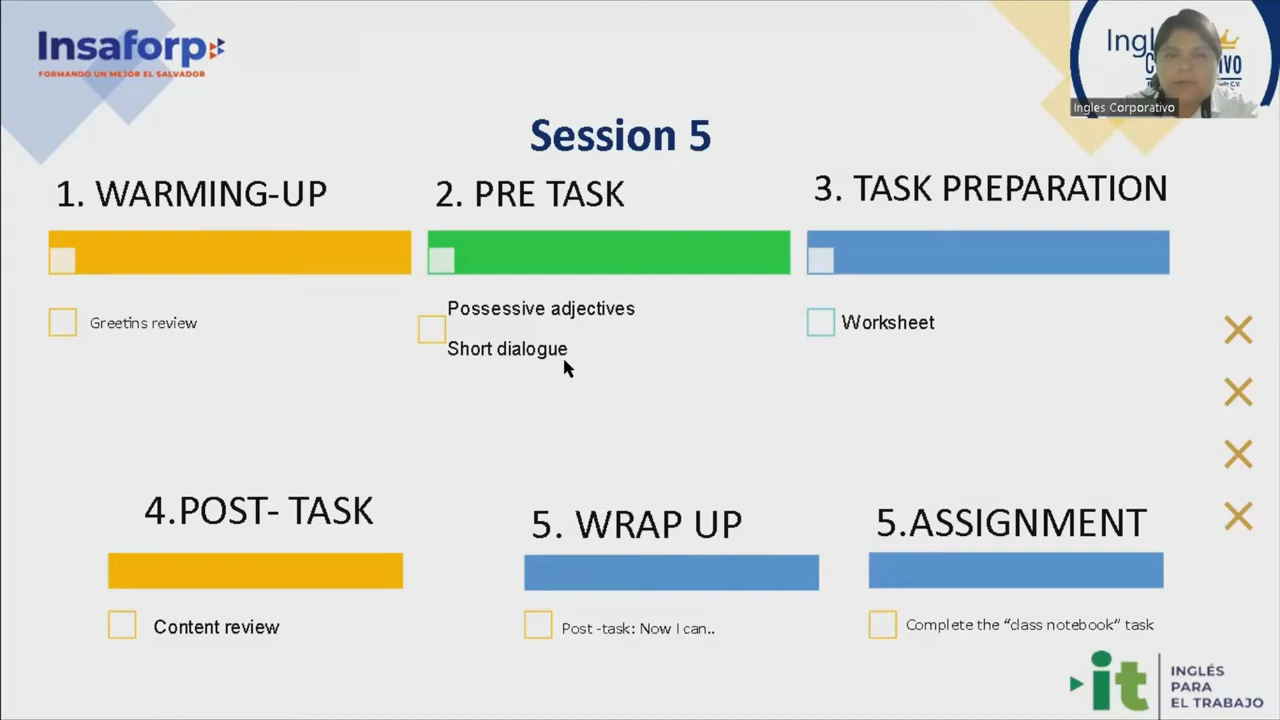 Insaforp
FORMANDO UN MEJOR EL SALVADOR
Ingles Corporativo
Session 5
1. WARMING-UP
2. PRE TASK
3. TASK PREPARATION
Greetins review
Possessive adjectives
Short dialogue
Worksheet
4.POST- TASK
5. WRAP UP
5.ASSIGNMENT
Content review
Post -task: Now I can..
Complete the “class notebook” task
it
INGLÉS
PARA
EL TRABAJO